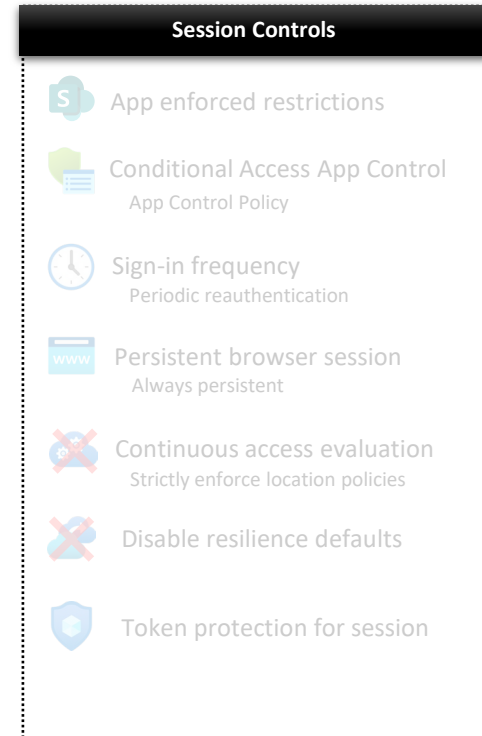 Session Controls
S
App enforced restrictions
Conditional Access App Control
App Control Policy
Sign-in frequency
Periodic reauthentication
www
Persistent browser session
Always persistent
Continuous access evaluation
Strictly enforce location policies
Disable resilience defaults
Token protection for session